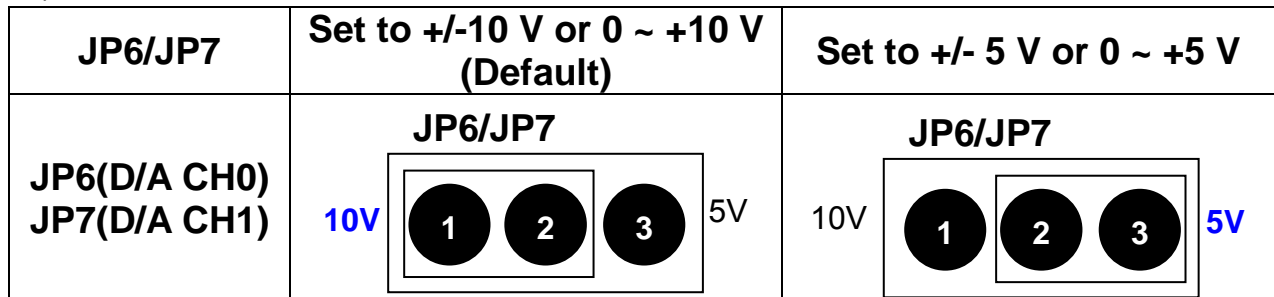 JP6/JP7
Set to +/-10 V or 0 ~ +10 V
(Default)
Set to +/- 5 V or 0 ~ +5 V
JP6(D/A CH0)
JP7(D/A CH1)
JP6/JP7
10V 1 2 3 5V
JP6/JP7
10V 1 2 3 5V